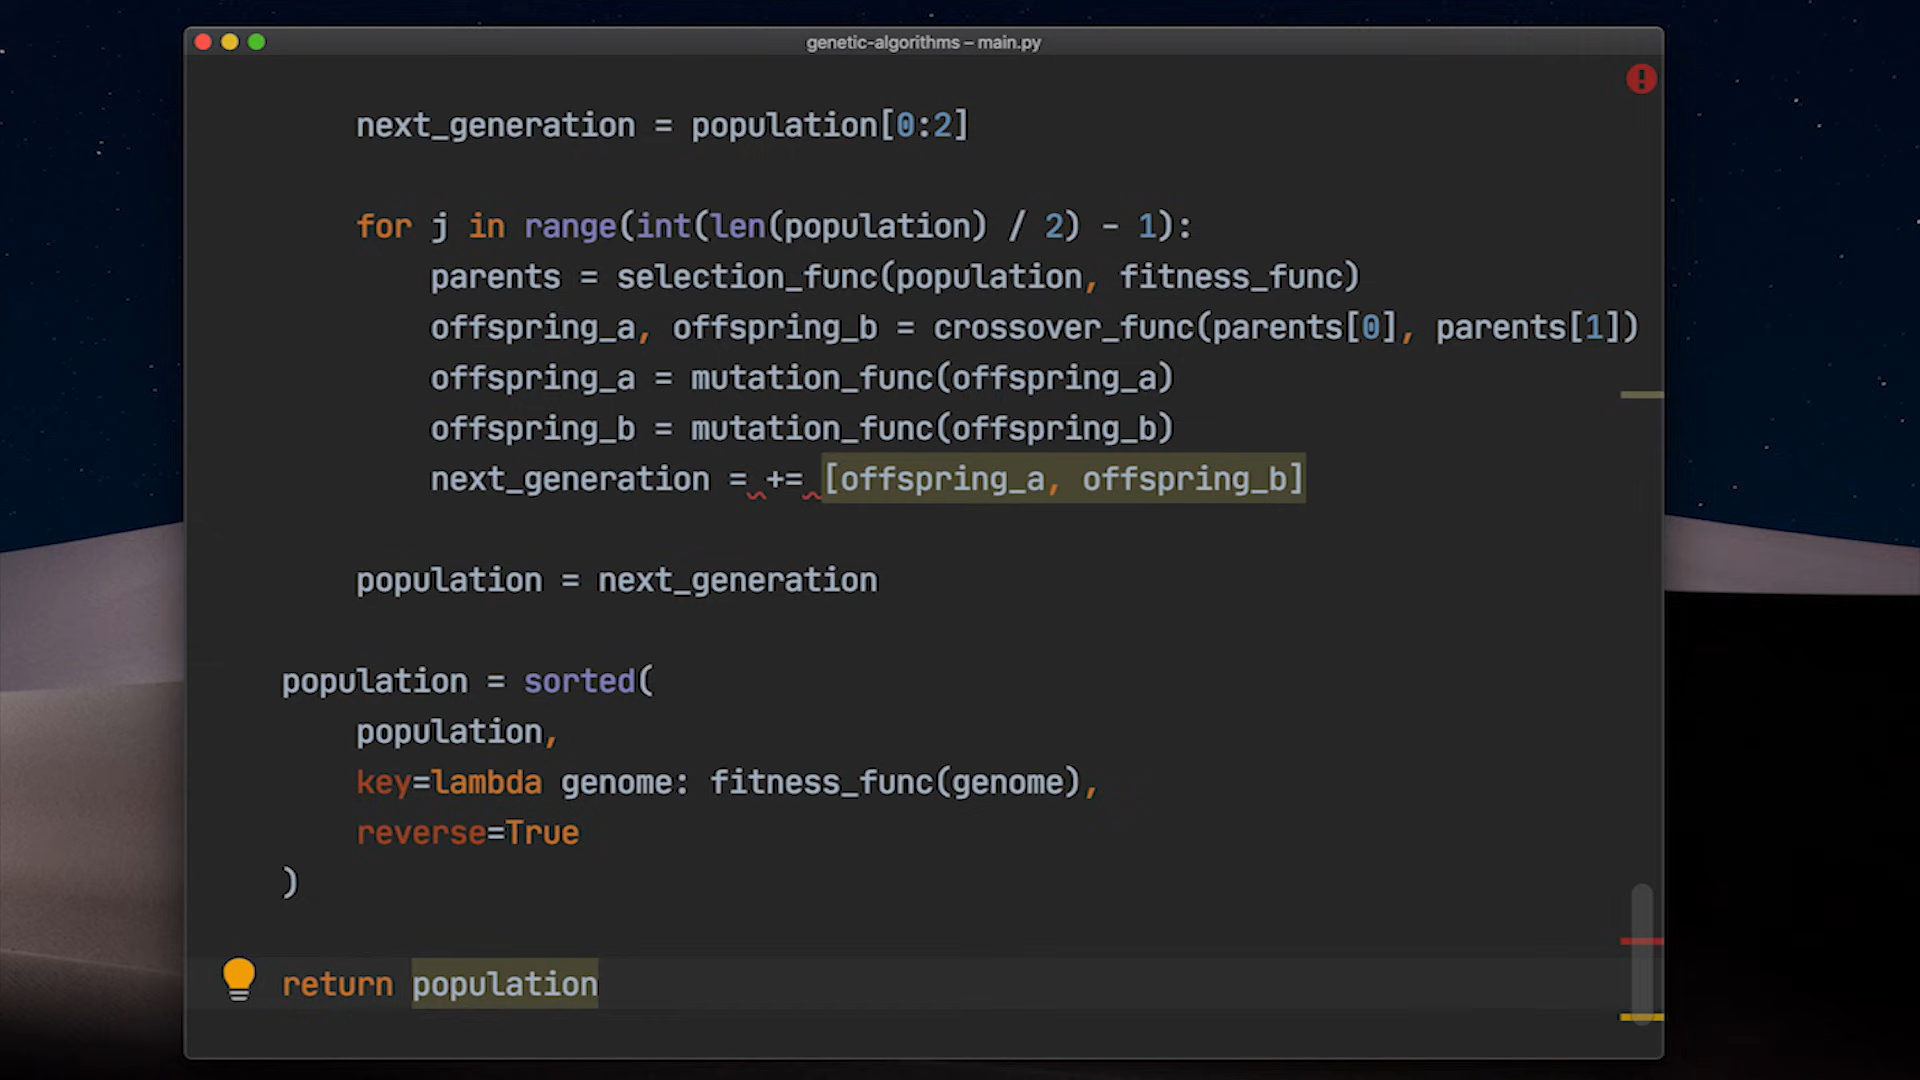 genetic-algorithms – main.py
next_generation = population[0:2]
for j in range(int(len(population) / 2) - 1):
parents = selection_func(population, fitness_func)
offspring_a, offspring_b = crossover_func(parents[0], parents[1])
offspring_a = mutation_func(offspring_a)
offspring_b = mutation_func(offspring_b)
next_generation = += [offspring_a, offspring_b]
population = next_generation
population = sorted(
population,
key=lambda genome: fitness_func(genome),
reverse=True
)
return population